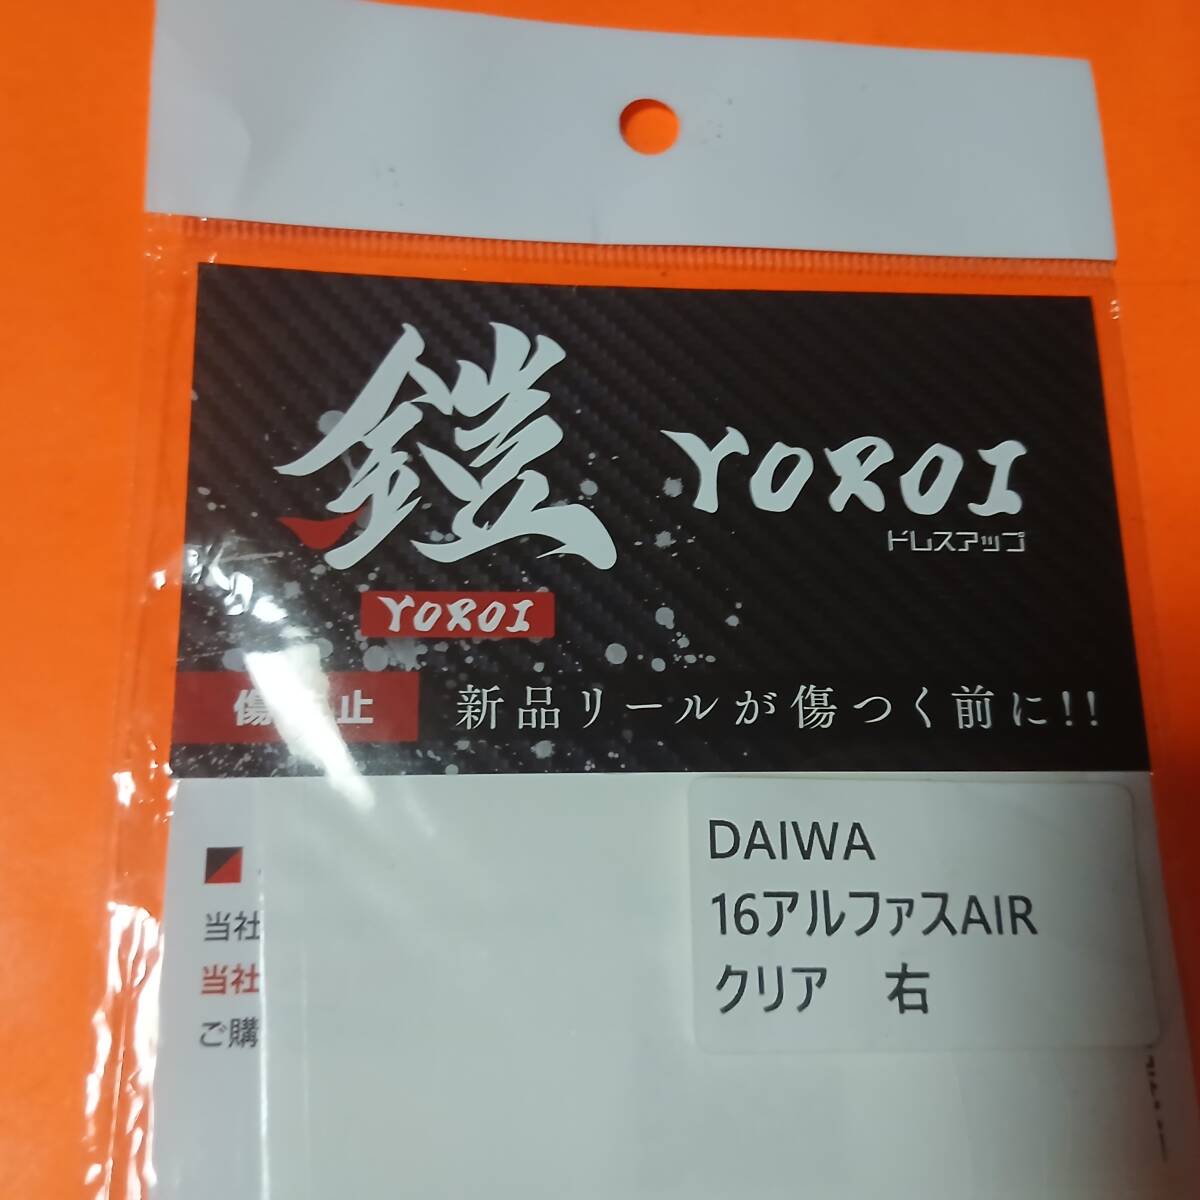 鎧
YOROI
ドレスアップ
YOROI
新品リールが傷つく前に!!
DAIWA
16アルファスAIR
クリア 右
当社
当社
ご購